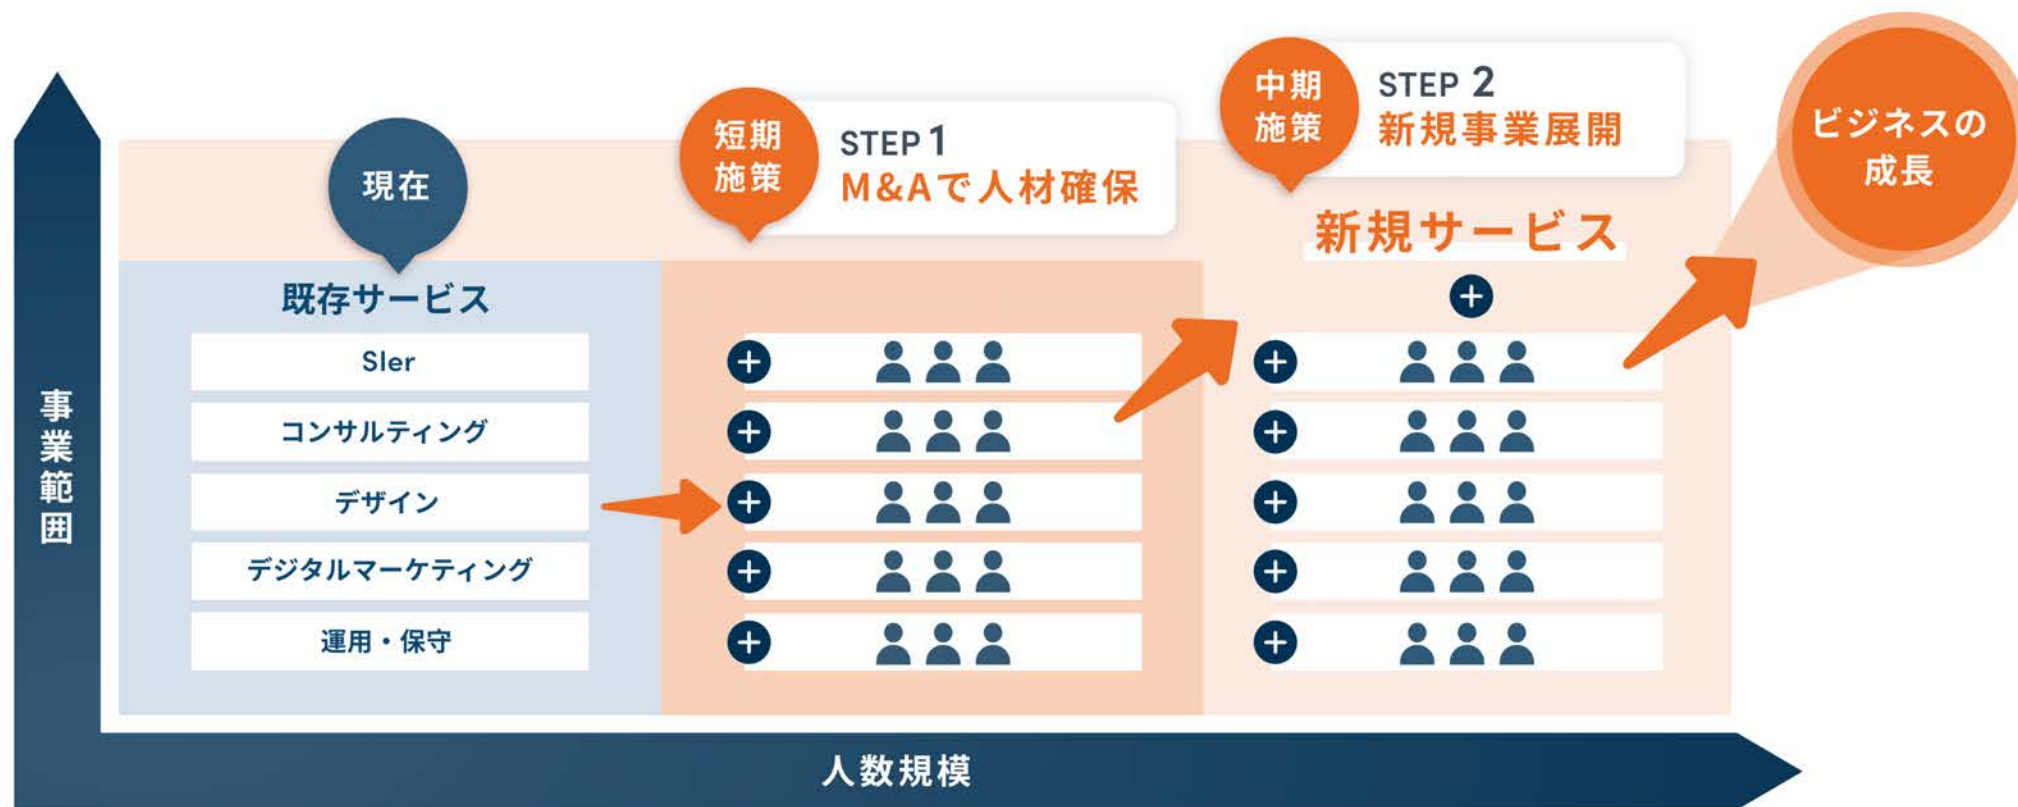 現在
短期
施策
STEP 1
M&Aで人材確保
中期
施策
STEP 2
新規事業展開
ビジネスの
成長
既存サービス
SIer
コンサルティング
デザイン
デジタルマーケティング
運用・保守
新規サービス
事業範囲
人数規模